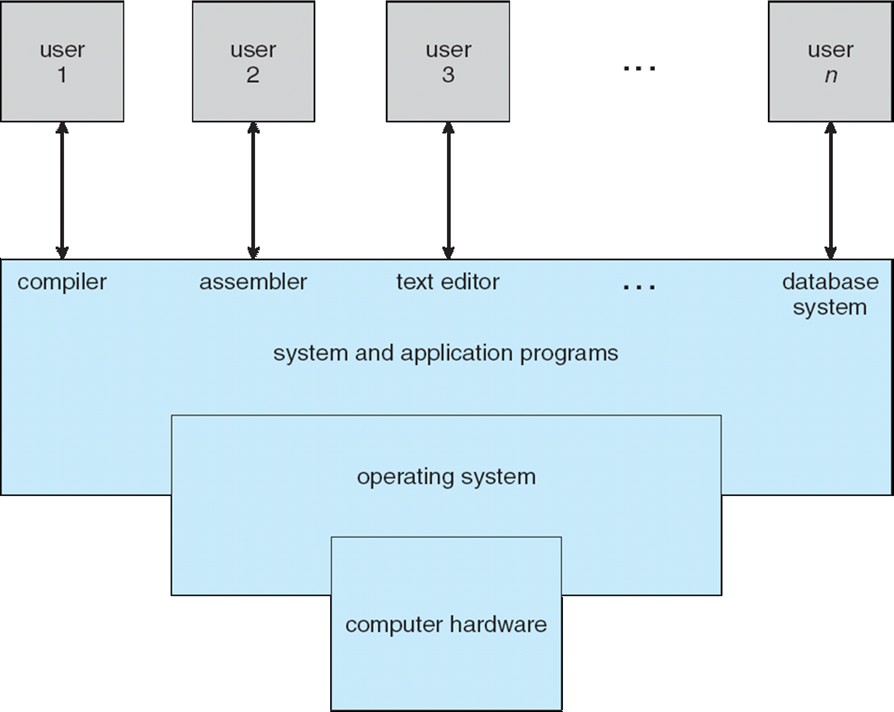 user
1
user
2
user
3
...
user
n
compiler
assembler
text editor
...
database
system
system and application programs
operating system
computer hardware